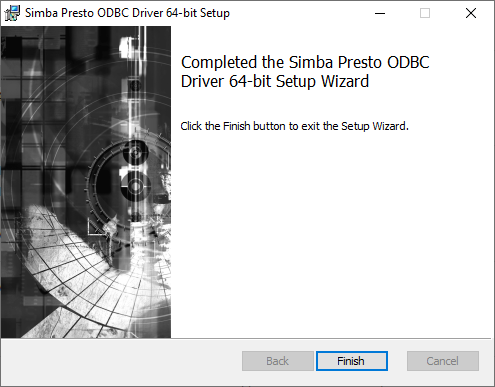 Simba Presto ODBC Driver 64-bit Setup
Completed the Simba Presto ODBC
Driver 64-bit Setup Wizard
Click the Finish button to exit the Setup Wizard.
Back
Finish
Cancel